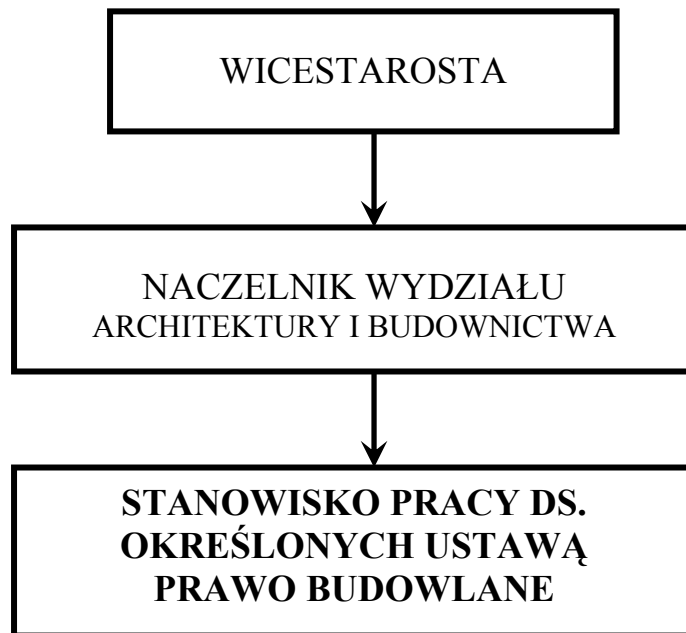 WICESTAROSTA
NACZELNIK WYDZIAŁU
ARCHITEKTURY I BUDOWNICTWA
STANOWISKO PRACY DS.
OKREŚLONYCH USTAWĄ
PRAWO BUDOWLANE